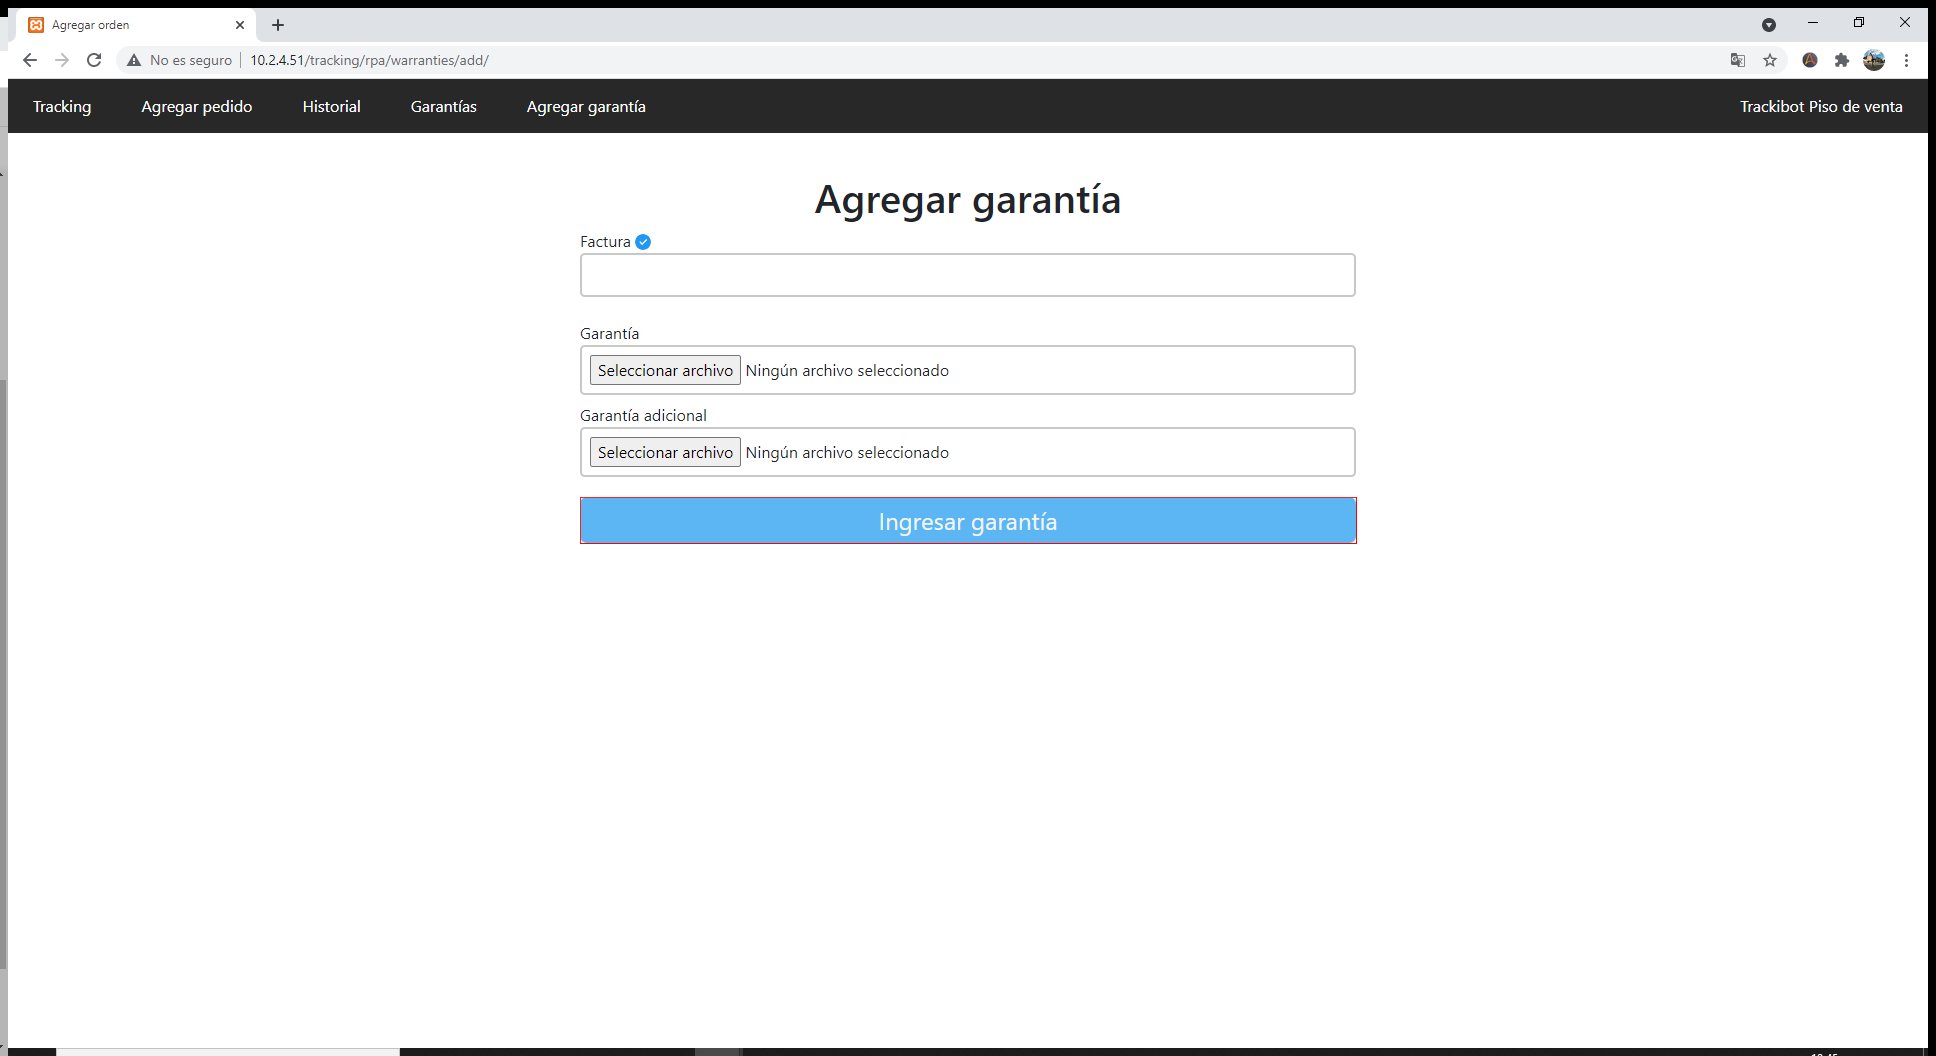 Agregar orden
No es seguro 10.2.4.51/tracking/rpa/warranties/add/
Tracking Agregar pedido Historial Garantías Agregar garantía Trackibot Piso de venta
Agregar garantía
Factura
Garantía
Seleccionar archivo Ningún archivo seleccionado
Garantía adicional
Seleccionar archivo Ningún archivo seleccionado
Ingresar garantía